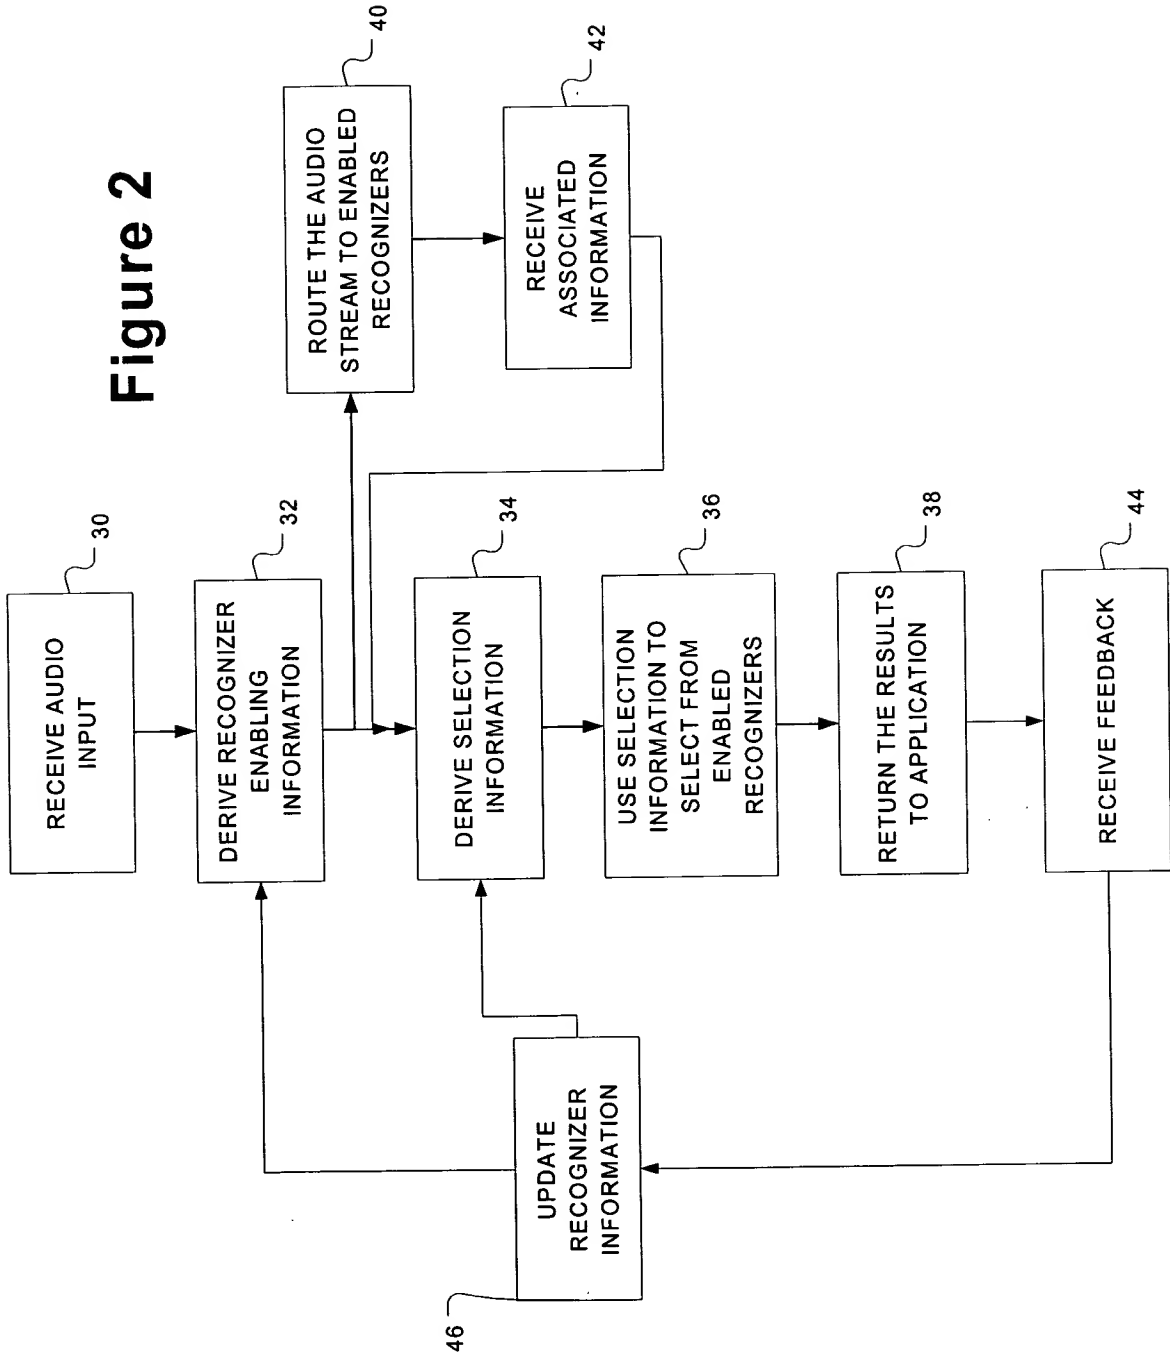 Figure 2
RECEIVE AUDIO
INPUT
30
DERIVE RECOGNIZER
ENABLING
INFORMATION
32
ROUTE THE AUDIO
STREAM TO ENABLED
RECOGNIZERS
40
RECEIVE
ASSOCIATED
INFORMATION
42
DERIVE SELECTION
INFORMATION
34
USE SELECTION
INFORMATION TO
SELECT FROM
ENABLED
RECOGNIZERS
36
RETURN THE RESULTS
TO APPLICATION
38
RECEIVE FEEDBACK
44
UPDATE
RECOGNIZER
INFORMATION
46